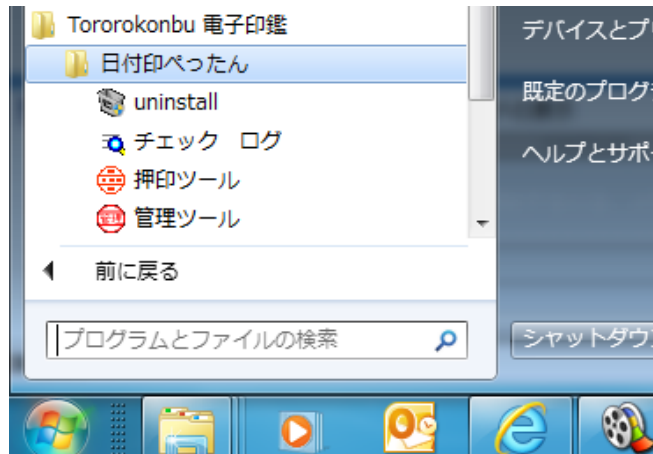 Tororokonbu 電子印鑑
日付印ぺったん
uninstall
チェック ログ
押印ツール
管理ツール
前に戻る
プログラムとファイルの検索
デバイスとプ
既定のプログ
ヘルプとサポ
シャットダウ